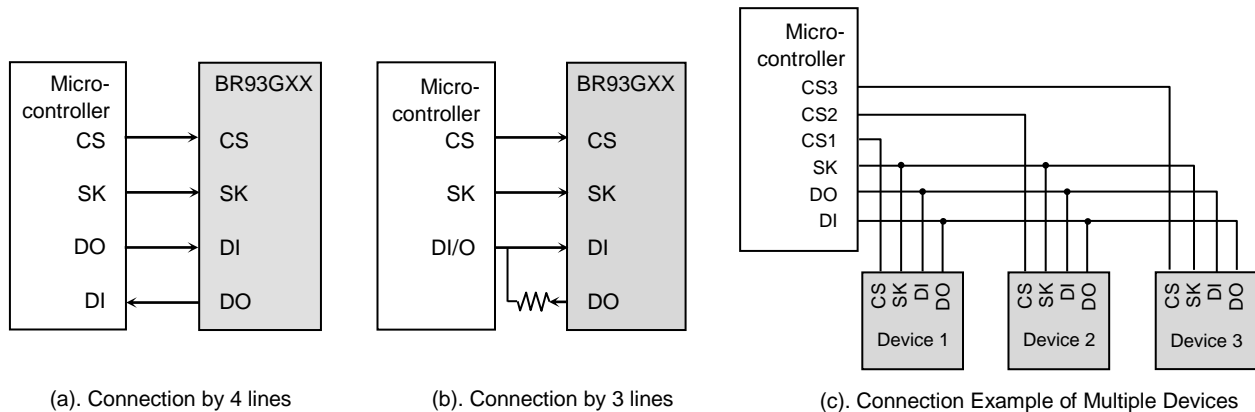 Micro-
controller
CS
SK
DO
DI
BR93GXX
CS
SK
DI
DO
(a). Connection by 4 lines
Micro-
controller
CS
SK
DI/O
BR93GXX
CS
SK
DI
DO
(b). Connection by 3 lines
Micro-
controller
CS3
CS2
CS1
SK
DO
DI
CS
SK
DI
DO
Device 1
CS
SK
DI
DO
Device 2
CS
SK
DI
DO
Device 3
(c). Connection Example of Multiple Devices